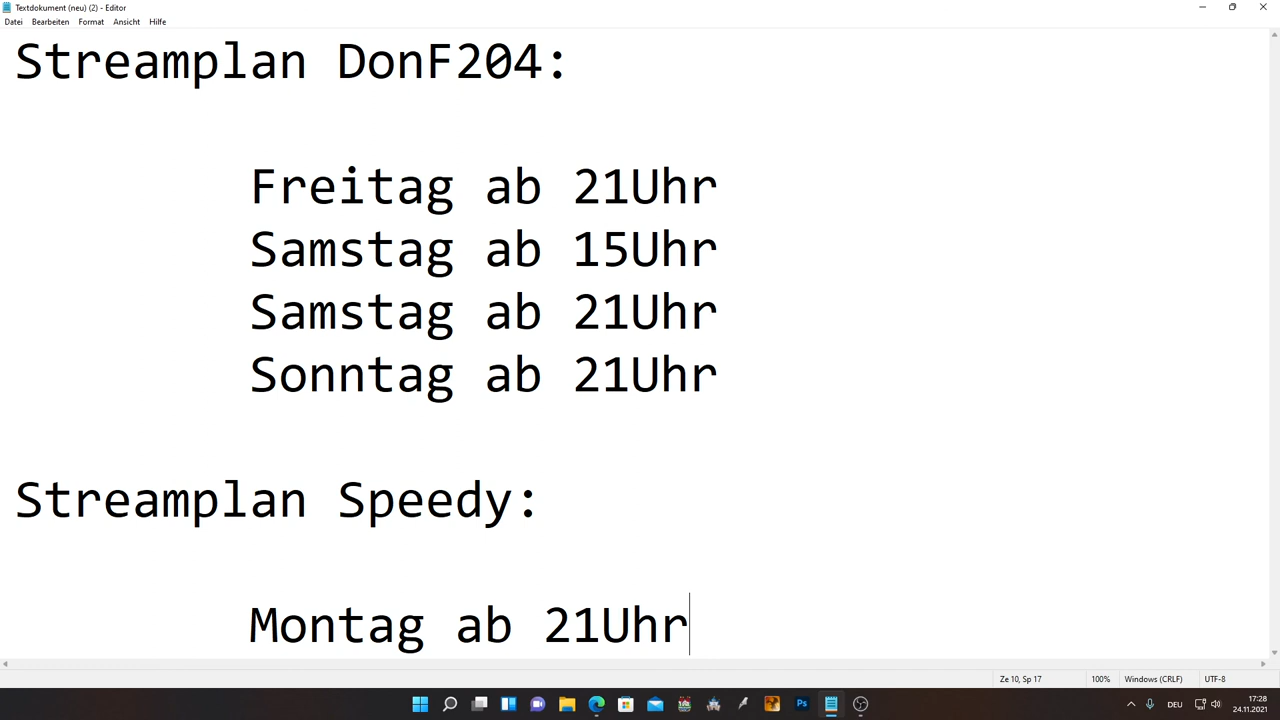 Textdokument (neu) (2) - Editor
Datei Bearbeiten Format Ansicht Hilfe
Streamplan DonF204:
Freitag ab 21Uhr
Samstag ab 15Uhr
Samstag ab 21Uhr
Sonntag ab 21Uhr
Streamplan Speedy:
Montag ab 21Uhr
Ze 10, Sp 17 100% Windows (CRLF) UTF-8
Ps DEU 17:28
24.11.2021